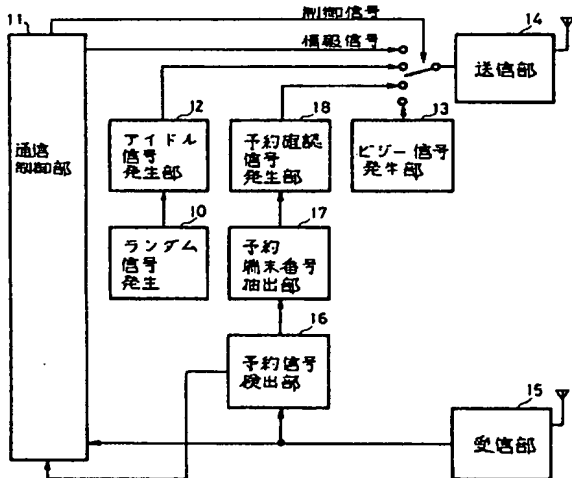 制御信号
11
情報信号
14
送信部
12
アイドル
信号
発生部
18
予約確認
信号
発生部
13
ビジー信号
発生部
通信
制御部
10
ランダム
信号
発生
17
予約
端末番号
抽出部
16
予約信号
検出部
15
受信部